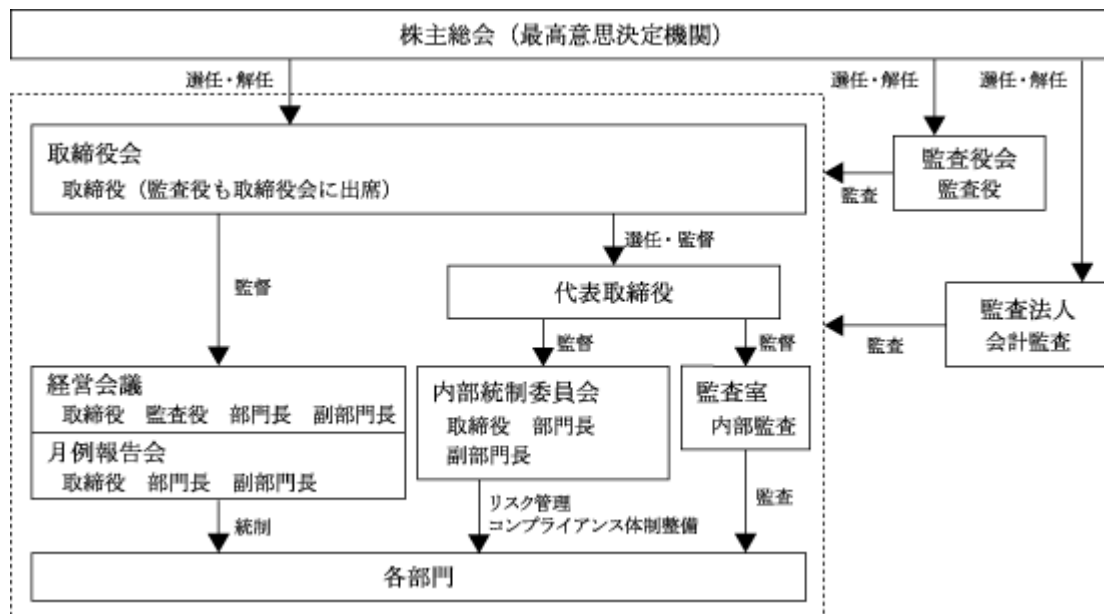 株主総会（最高意思決定機関）
選任・解任
選任・解任
選任・解任
取締役会
取締役（監査役も取締役会に出席）
監査役会
監査役
監査
選任・監督
代表取締役
監督
監査法人
会計監査
監査
監督
監督
経営会議
取締役　監査役　部門長　副部門長
月例報告会
取締役　部門長　副部門長
内部統制委員会
取締役　部門長
副部門長
監査室
内部監査
統制
リスク管理
コンプライアンス体制整備
監査
各部門